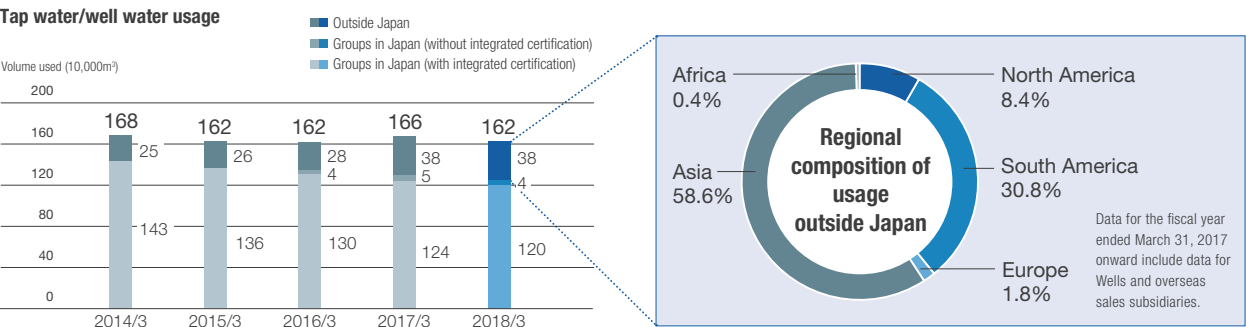 Tap water/well water usage
Outside Japan
Groups in Japan (without integrated certification)
Groups in Japan (with integrated certification)
Volume used (10,000m³)
200
160
120
80
40
0
168
25
143
162
26
136
162
28
4
130
166
38
5
124
162
38
4
120
2014/3
2015/3
2016/3
2017/3
2018/3
Regional
composition of
usage
outside Japan
Africa
0.4%
Asia
58.6%
North America
8.4%
South America
30.8%
Europe
1.8%
Data for the fiscal year
ended March 31, 2017
onward include data for
Wells and overseas
sales subsidiaries.